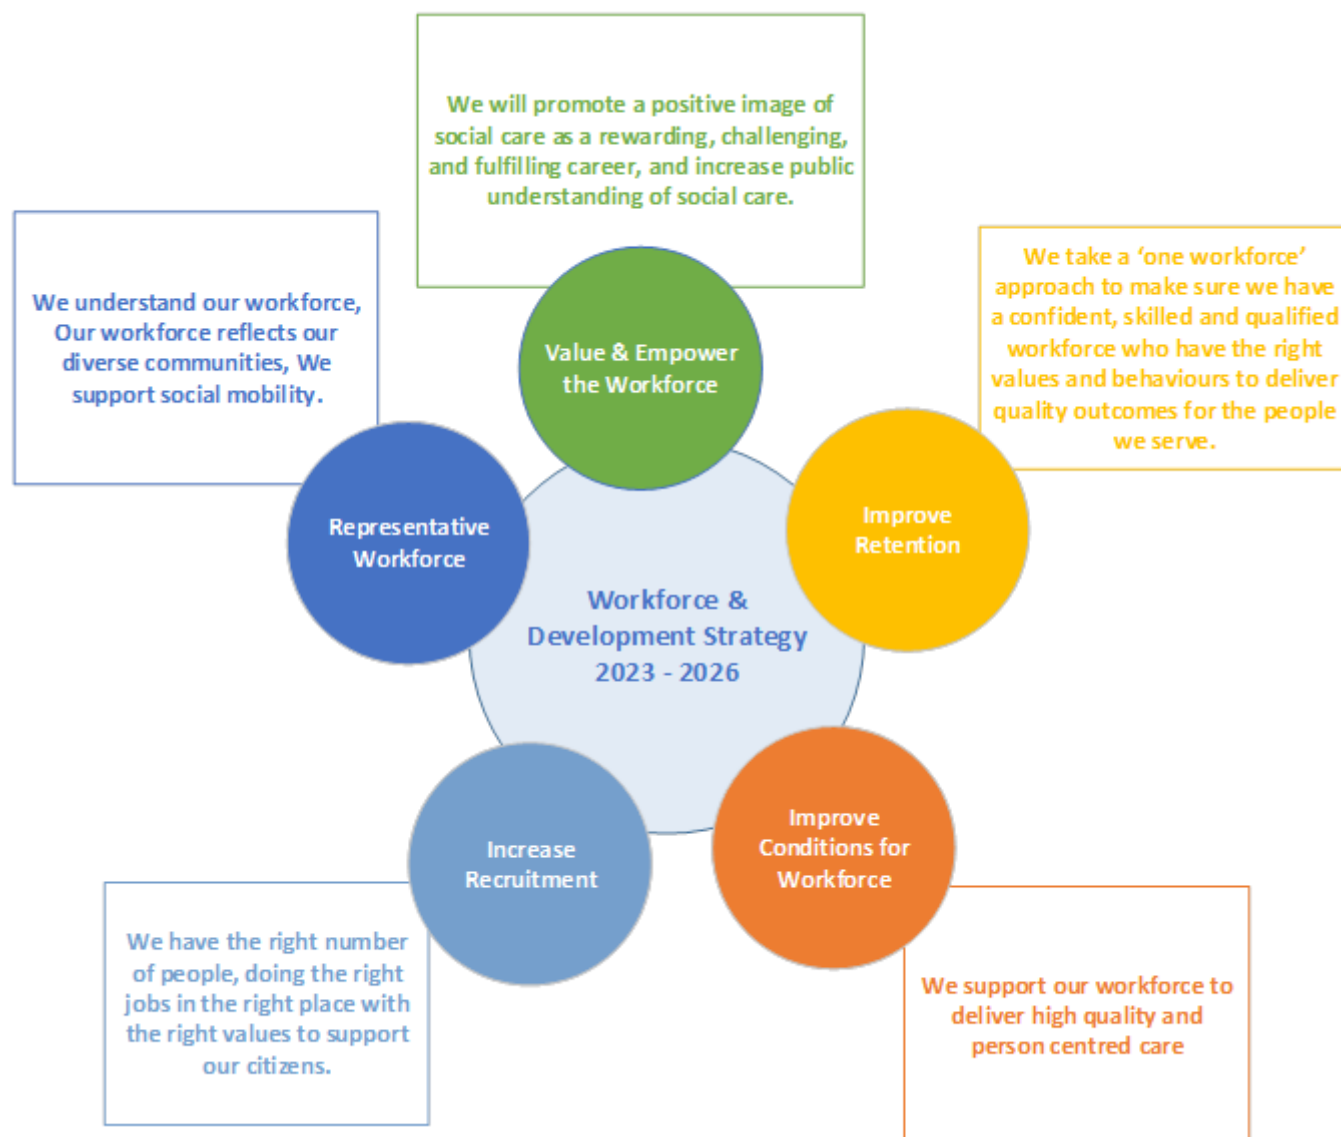 We will promote a positive image of
social care as a rewarding, challenging,
and fulfilling career, and increase public
understanding of social care.
We understand our workforce,
Our workforce reflects our
diverse communities, We
support social mobility.
We take a ‘one workforce’
approach to make sure we have
a confident, skilled and qualified
workforce who have the right
values and behaviours to deliver
quality outcomes for the people
we serve.
Value & Empower
the Workforce
Representative
Workforce
Improve
Retention
Workforce &
Development Strategy
2023 - 2026
Increase
Recruitment
Improve
Conditions for
Workforce
We have the right number
of people, doing the right
jobs in the right place with
the right values to support
our citizens.
We support our workforce to
deliver high quality and
person centred care